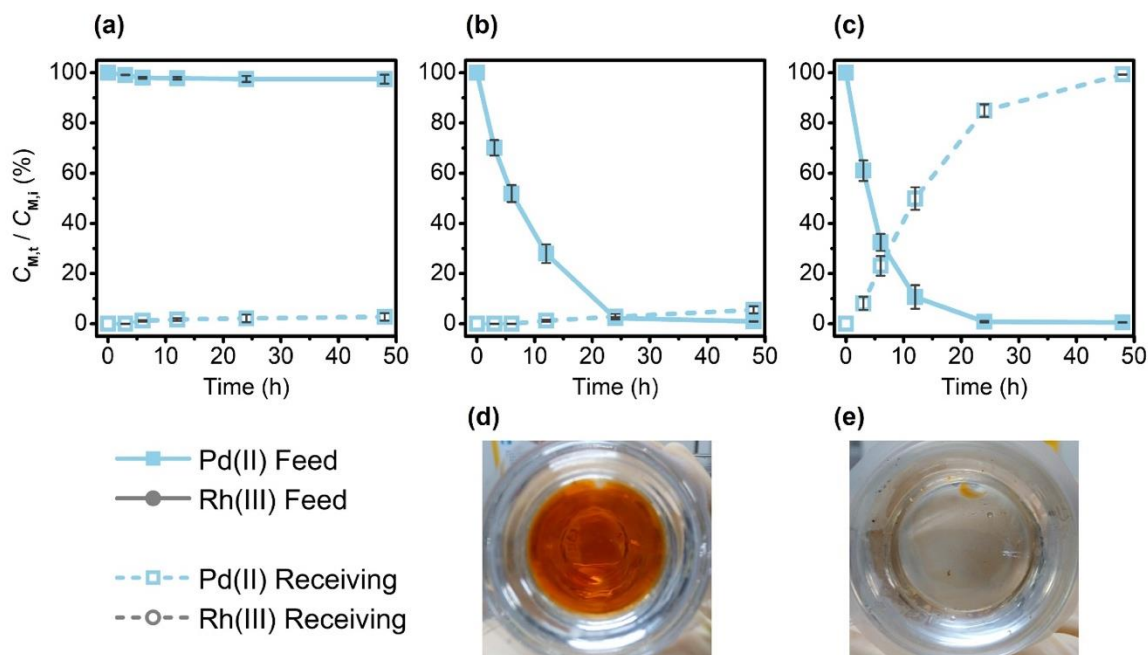 (a)
(b)
(c)
C_M,t / C_M,i (%)
100
80
60
40
20
0
0 10 20 30 40 50
Time (h)
100
80
60
40
20
0
0 10 20 30 40 50
Time (h)
100
80
60
40
20
0
0 10 20 30 40 50
Time (h)
(d)
(e)
Pd(II) Feed
Rh(III) Feed
Pd(II) Receiving
Rh(III) Receiving